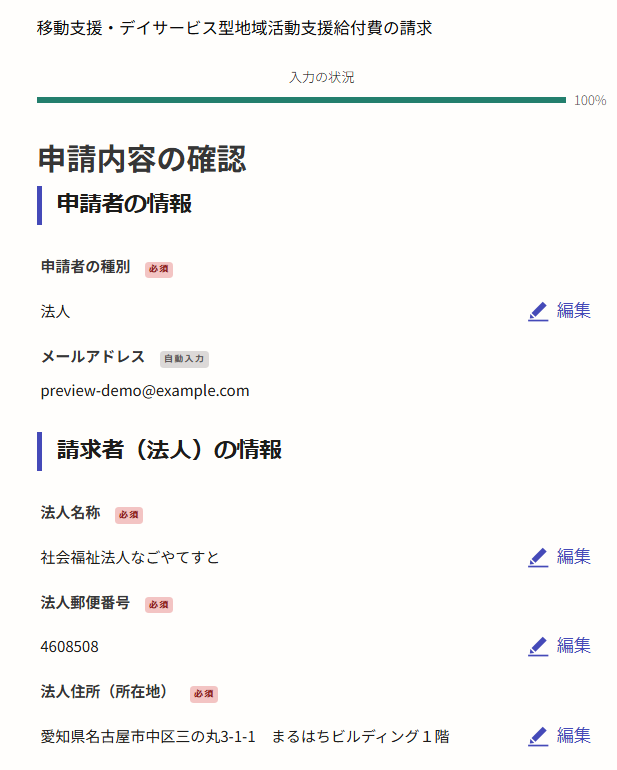 移動支援・デイサービス型地域活動支援給付費の請求
入力の状況
100%
申請内容の確認
申請者の情報
申請者の種別 必須
法人 編集
メールアドレス 自動入力
preview-demo@example.com
請求者（法人）の情報
法人名称 必須
社会福祉法人なごやてすと 編集
法人郵便番号 必須
4608508 編集
法人住所（所在地） 必須
愛知県名古屋市中区三の丸3-1-1　まるはちビルディング１階 編集